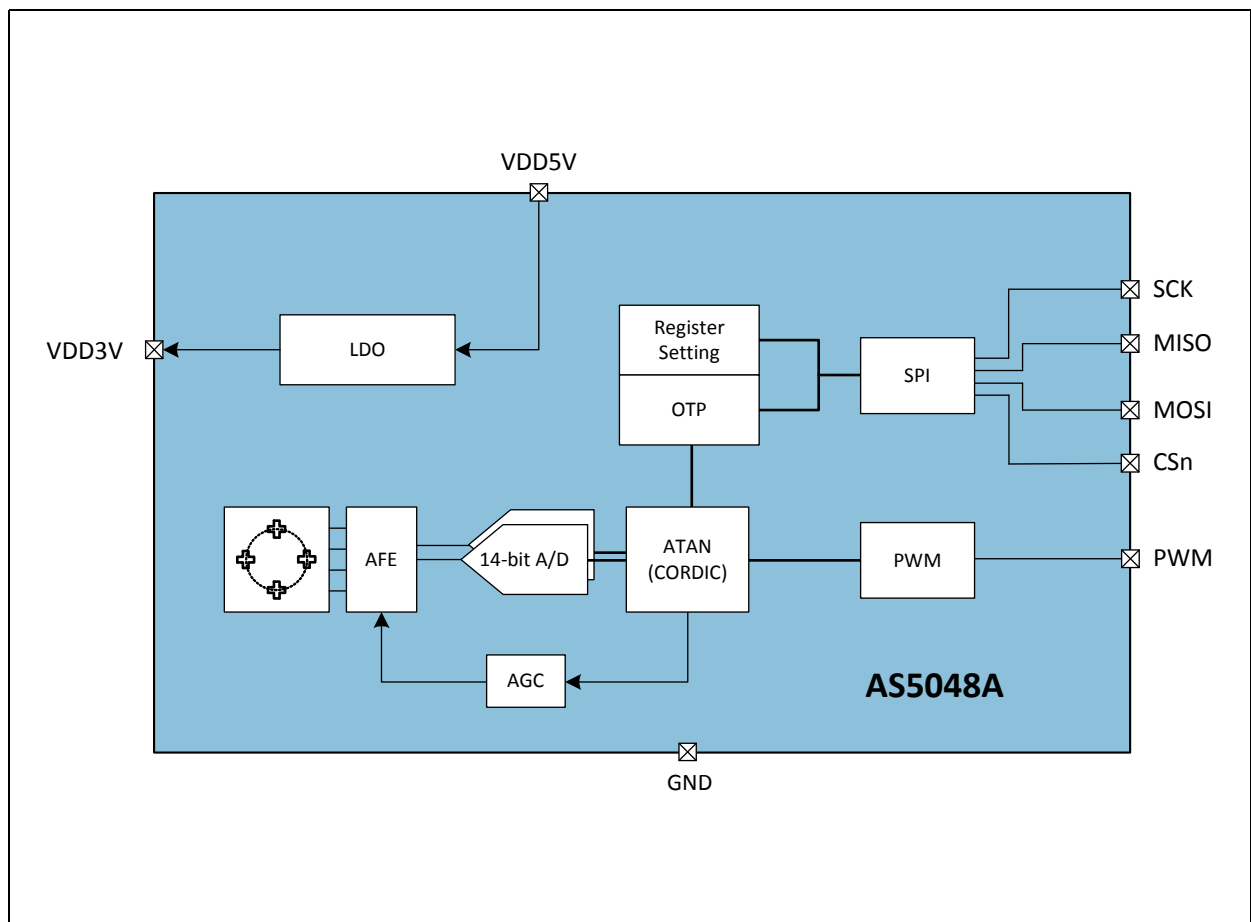 VDD5V
SCK
VDD3V
LDO
Register
Setting
MISO
SPI
OTP
MOSI
CSn
AFE
14-bit A/D
ATAN
(CORDIC)
PWM
PWM
AGC
AS5048A
GND